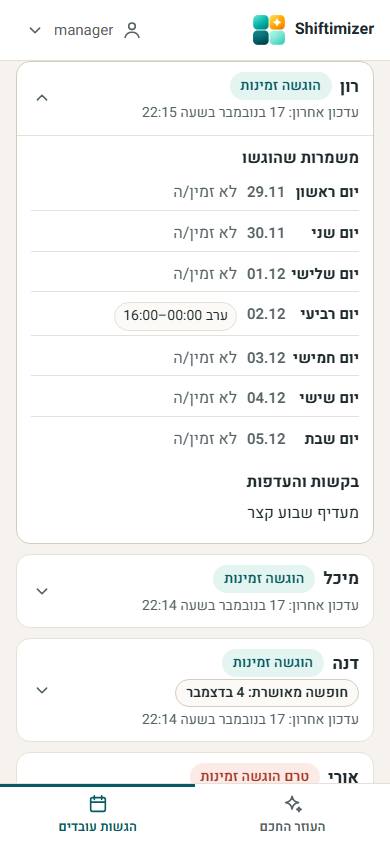 Shiftimizer
manager
רון הוגשה זמינות
עדכון אחרון: 17 בנובמבר בשעה 22:15
משמרות שהוגשו
יום ראשון 29.11 לא זמין/ה
יום שני 30.11 לא זמין/ה
יום שלישי 01.12 לא זמין/ה
יום רביעי 02.12 ערב 16:00–00:00
יום חמישי 03.12 לא זמין/ה
יום שישי 04.12 לא זמין/ה
יום שבת 05.12 לא זמין/ה
בקשות והעדפות
מעדיף שבוע קצר
מיכל הוגשה זמינות
עדכון אחרון: 17 בנובמבר בשעה 22:14
דנה הוגשה זמינות
חופשה מאושרת: 4 בדצמבר
עדכון אחרון: 17 בנובמבר בשעה 22:14
אורי טרם הוגשה זמינות
העוזר החכם
הגשות עובדים